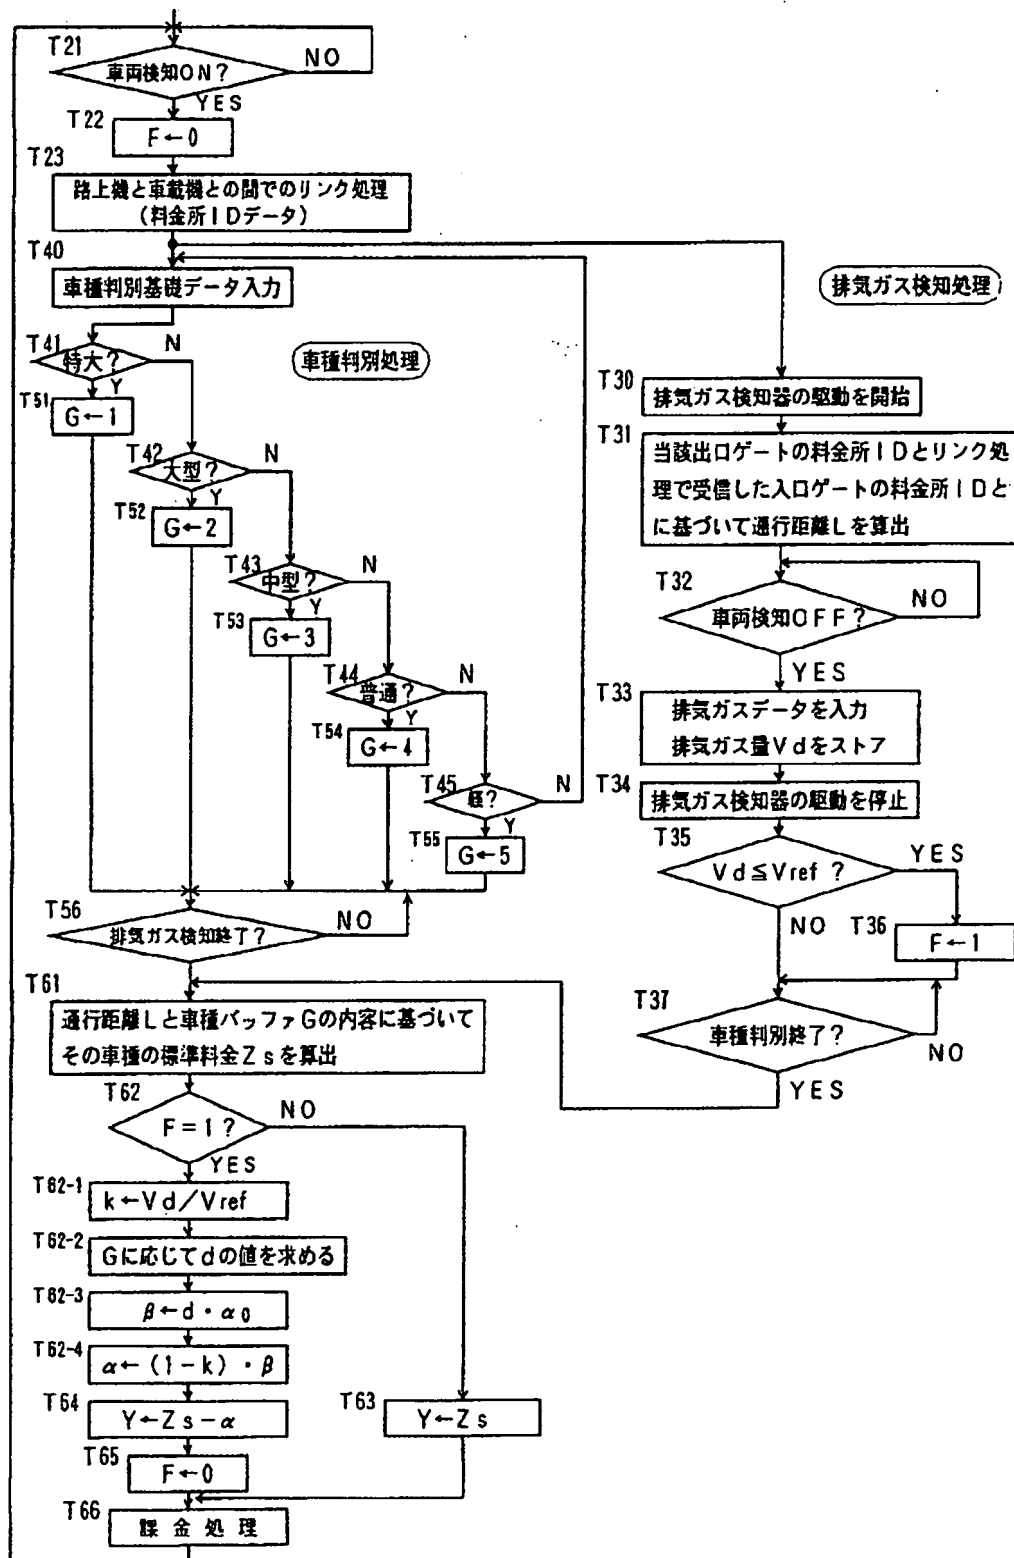 T21
車両検知ON?
NO
YES
T22
F←0
T23
路上機と車載機との間でのリンク処理
(料金所IDデータ)
T40
車種判別基礎データ入力
車種判別処理
T41
特大?
N
Y
T51
G←1
T42
大型?
N
Y
T52
G←2
T43
中型?
N
Y
T53
G←3
T44
普通?
N
Y
T54
G←4
T45
軽?
N
Y
T55
G←5
T56
排気ガス検知終了?
NO
排気ガス検知処理
T30
排気ガス検知器の駆動を開始
T31
当該出口ゲートの料金所IDとリンク処
理で受信した入口ゲートの料金所IDと
に基づいて通行距離Lを算出
T32
車両検知OFF?
NO
YES
T33
排気ガスデータを入力
排気ガス量Vdをストア
T34
排気ガス検知器の駆動を停止
T35
Vd≦Vref?
YES
NO
T36
F←1
T37
車種判別終了?
NO
YES
T61
通行距離Lと車種バッファGの内容に基づいて
その車種の標準料金Zsを算出
T62
F=1?
NO
YES
T62-1
k←Vd/Vref
T62-2
Gに応じてdの値を求める
T62-3
β←d・α0
T62-4
α←(1-k)・β
T64
Y←Zs-α
T63
Y←Zs
T65
F←0
T66
課金処理